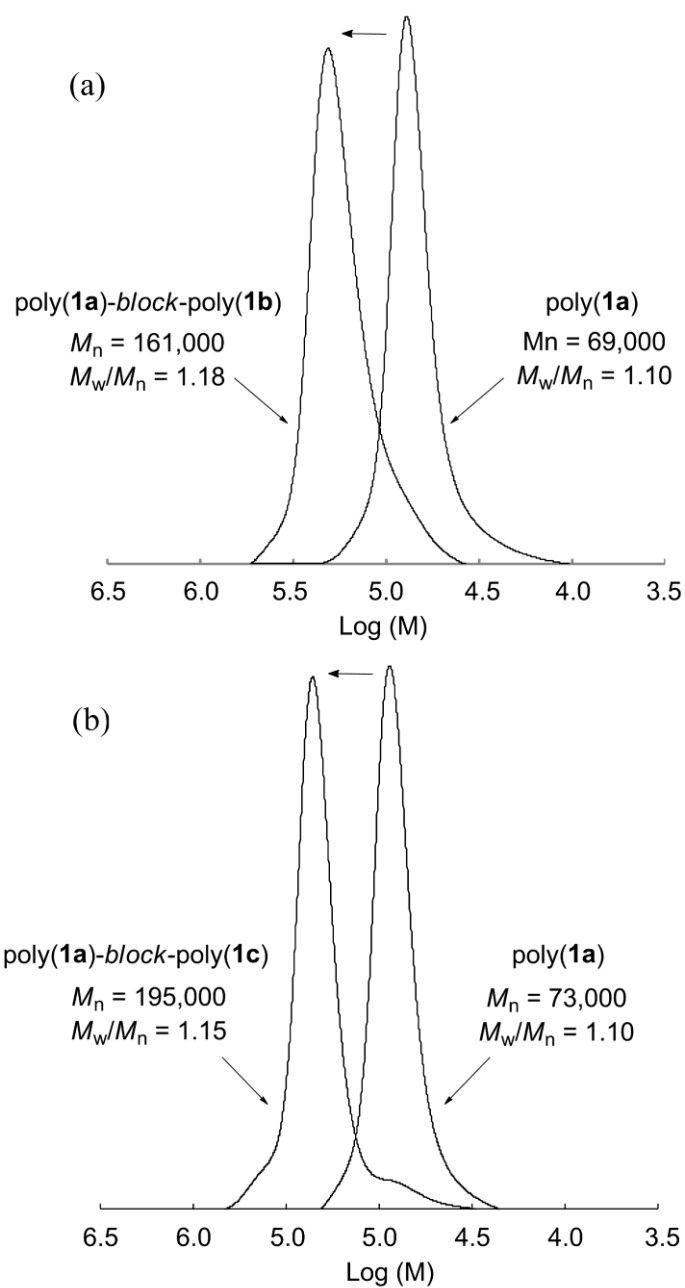 (a)
poly(1a)-block-poly(1b)
Mn = 161,000
Mw/Mn = 1.18
poly(1a)
Mn = 69,000
Mw/Mn = 1.10
6.5 6.0 5.5 5.0 4.5 4.0 3.5
Log (M)
(b)
poly(1a)-block-poly(1c)
Mn = 195,000
Mw/Mn = 1.15
poly(1a)
Mn = 73,000
Mw/Mn = 1.10
6.5 6.0 5.0 5.0 4.5 4.0 3.5
Log (M)